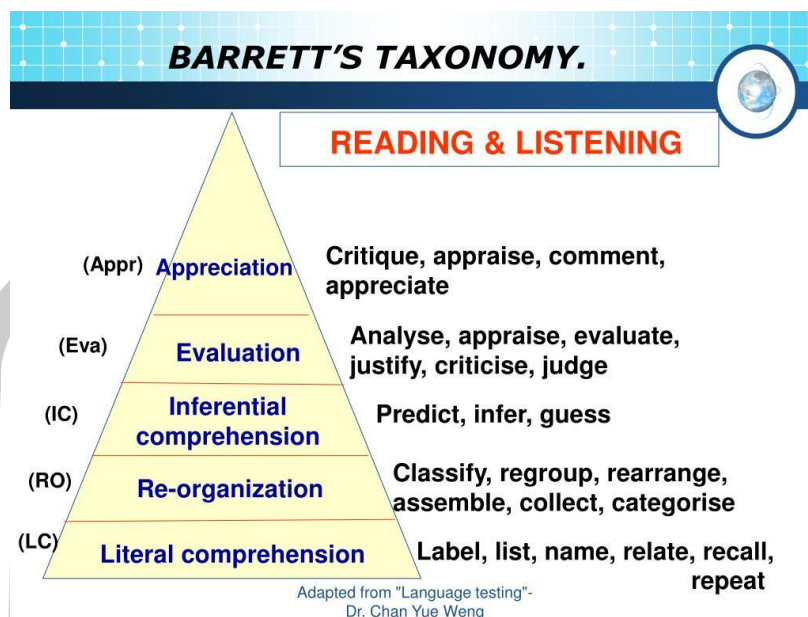 BARRETT'S TAXONOMY.
READING & LISTENING
(Appr) Appreciation
Critique, appraise, comment,
appreciate
(Eva) Evaluation
Analyse, appraise, evaluate,
justify, criticise, judge
(IC) Inferential
comprehension
Predict, infer, guess
(RO) Re-organization
Classify, regroup, rearrange,
assemble, collect, categorise
(LC) Literal comprehension
Label, list, name, relate, recall,
repeat
Adapted from "Language testing"-
Dr. Chan Yue Weng